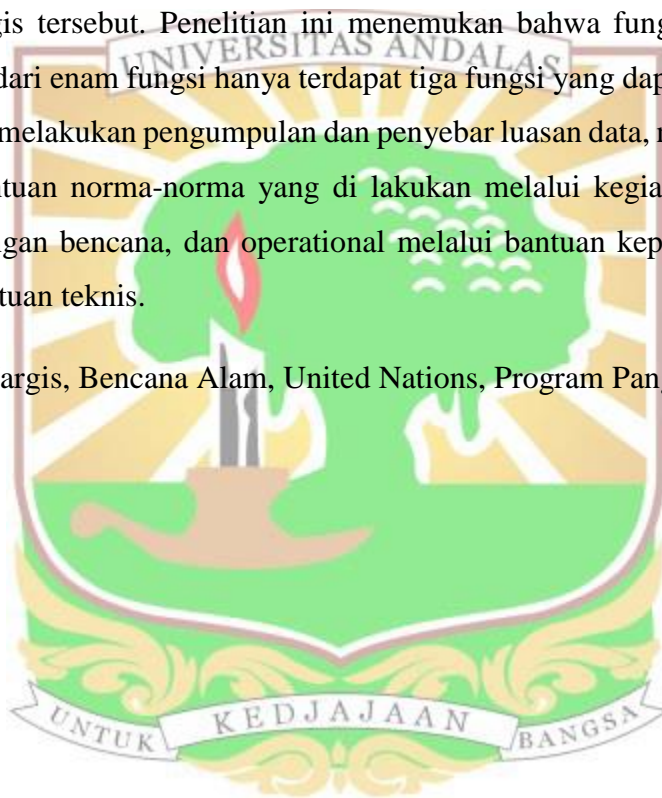 gis tersebut. Penelitian ini menemukan bahwa fung
UNIVERSITAS ANDALAS
dari enam fungsi hanya terdapat tiga fungsi yang dap
melakukan pengumpulan dan penyebar luasan data, r
tuan norma-norma yang di lakukan melalui kegia
ngan bencana, dan operational melalui bantuan kep
tuan teknis.
argis, Bencana Alam, United Nations, Program Pang
UNTUK KEDJAJAAN BANGSA